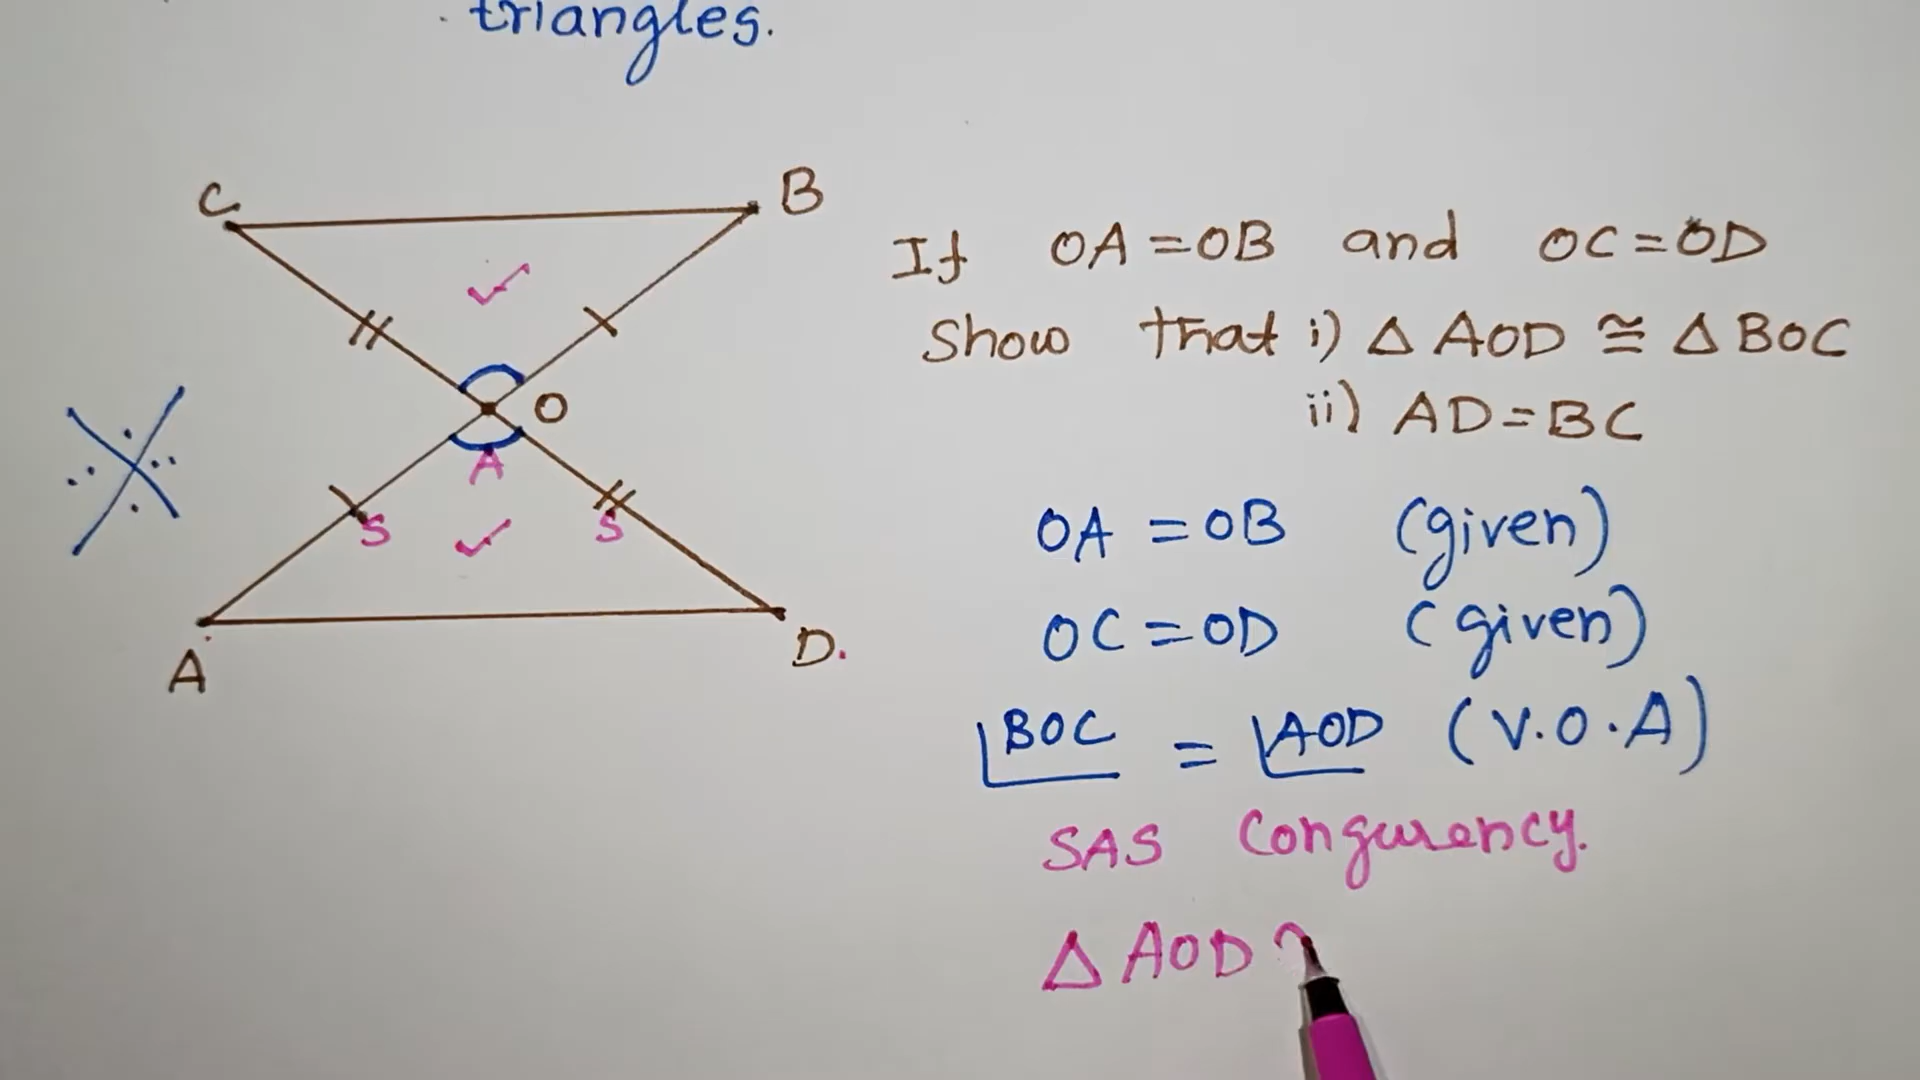 triangles.
C
B
If OA = OB and OC = OD
Show that i) △ AOD ≅ △ BOC
O
ii) AD = BC
A
S
S
OA = OB (given)
OC = OD (given)
A
D.
∠BOC = ∠AOD (V.O.A)
SAS Congurency.
△ AOD